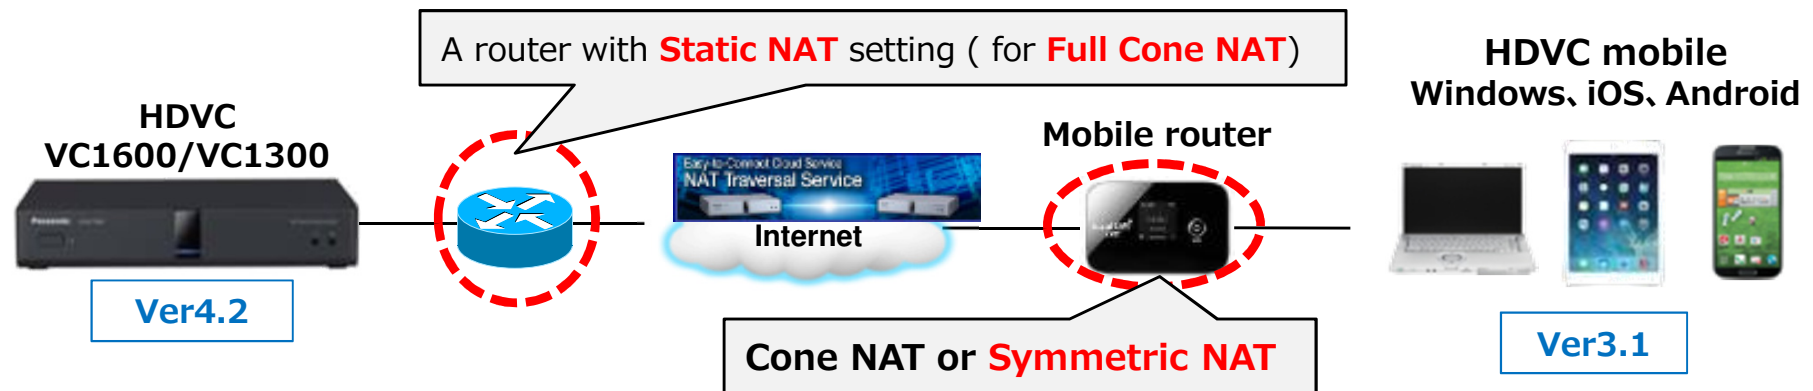 A router with Static NAT setting ( for Full Cone NAT)
HDVC mobile
Windows、iOS、Android
HDVC
VC1600/VC1300
Mobile router
Easy-to-Connect Cloud Service
NAT Traversal Service
Panasonic
Internet
Ver4.2
Cone NAT or Symmetric NAT
Ver3.1